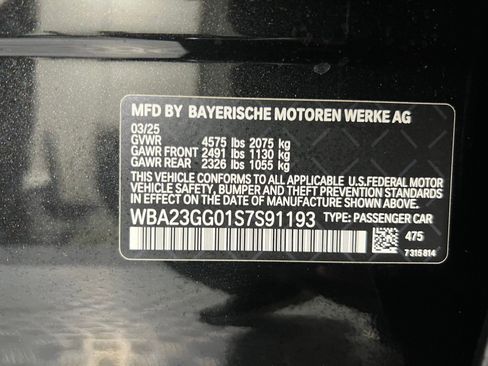 MFD BY BAYERISCHE MOTOREN WERKE AG
03/25
GVWR 4575 lbs 2075 kg
GAWR FRONT 2491 lbs 1130 kg
GAWR REAR 2326 lbs 1055 kg
THIS VEHICLE CONFORMS TO ALL APPLICABLE U.S.FEDERAL MOTOR
VEHICLE SAFETY, BUMPER AND THEFT PREVENTION STANDARDS
IN EFFECT ON THE DATE OF MANUFACTURE SHOWN ABOVE.
WBA23GG01S7S91193 TYPE: PASSENGER CAR
475
7 315 814